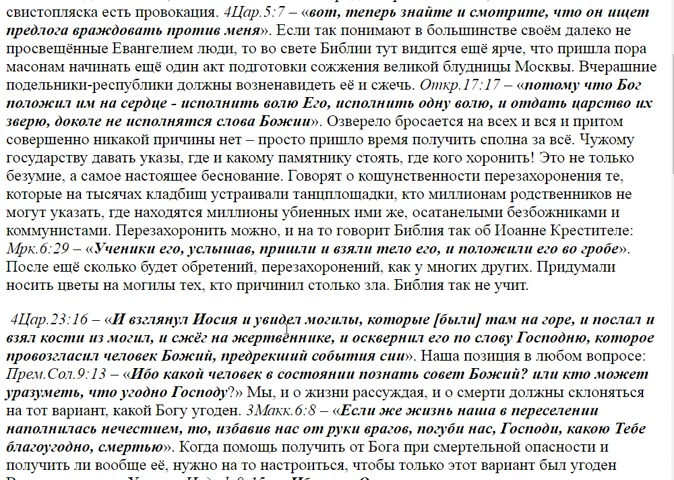 свистопляска есть провокация. 4Цар.5:7 – «вот, теперь знайте и смотрите, что он ищет
предлога враждовать против меня». Если так понимают в большинстве своём далеко не
просвещённые Евангелием люди, то во свете Библии тут видится ещё ярче, что пришла пора
масонам начинать ещё один акт подготовки сожжения великой блудницы Москвы. Вчерашние
подельники-республики должны возненавидеть её и сжечь. Откр.17:17 – «потому что Бог
положил им на сердце - исполнить волю Его, исполнить одну волю, и отдать царство их
зверю, доколе не исполнятся слова Божии». Озверело бросается на всех и вся и притом
совершенно никакой причины нет – просто пришло время получить сполна за всё. Чужому
государству давать указы, где и какому памятнику стоять, где кого хоронить! Это не только
безумие, а самое настоящее беснование. Говорят о кощунственности перезахоронения те,
которые на тысячах кладбищ устраивали танцплощадки, кто миллионам родственников не
могут указать, где находятся миллионы убиенных ими же, осатанелыми безбожниками и
коммунистами. Перезахоронить можно, и на то говорит Библия так об Иоанне Крестителе:
Мрк.6:29 – «Ученики его, услышав, пришли и взяли тело его, и положили его во гробе».
После ещё сколько будет обретений, перезахоронений, как у многих других. Придумали
носить цветы на могилы тех, кто причинил столько зла. Библия так не учит.
4Цар.23:16 – «И взглянул Иосия и увидел могилы, которые [были] там на горе, и послал и
взял кости из могил, и сжёг на жертвеннике, и осквернил его по слову Господню, которое
провозгласил человек Божий, предрекший события сии». Наша позиция в любом вопросе:
Прем.Сол.9:13 – «Ибо какой человек в состоянии познать совет Божий? или кто может
уразуметь, что угодно Господу?» Мы, и о жизни рассуждая, и о смерти должны склоняться
на тот вариант, какой Богу угоден. 3Макк.6:8 – «Если же жизнь наша в переселении
наполнилась нечестием, то, избавив нас от руки врагов, погуби нас, Господи, какою Тебе
благоугодно, смертью». Когда помощь получить от Бога при смертельной опасности и
получить ли вообще её, нужно на то настроиться, чтобы только этот вариант был угоден